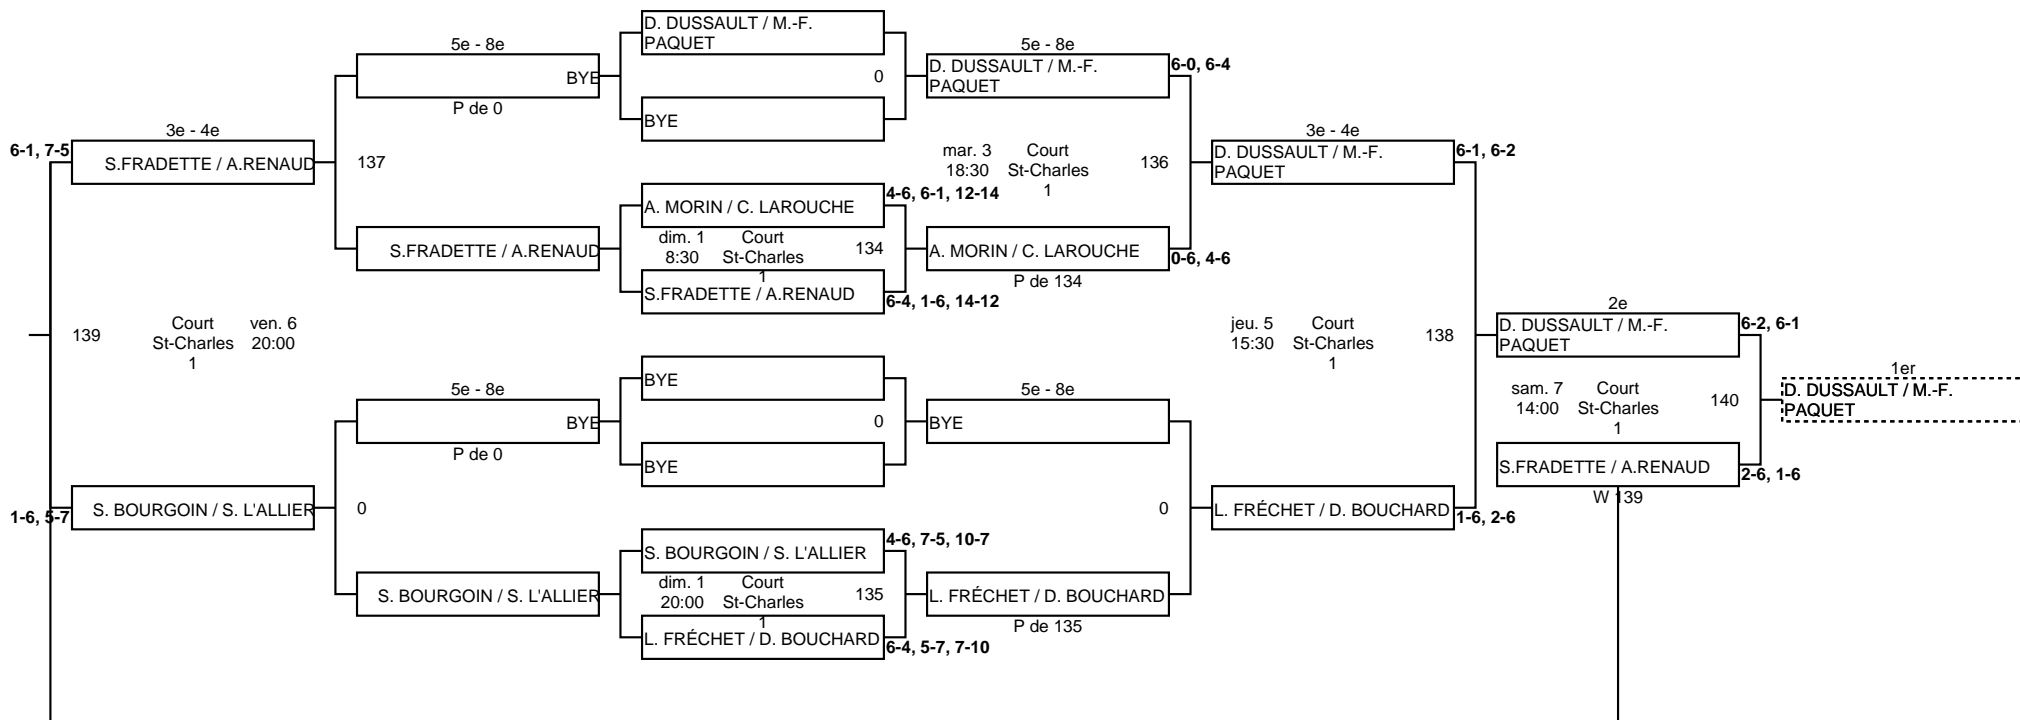 D. DUSSAULT / M.-F.
PAQUET
5e - 8e
BYE
P de 0
0
BYE
5e - 8e
D. DUSSAULT / M.-F.
PAQUET
6-0, 6-4
3e - 4e
6-1, 7-5
S.FRADETTE / A.RENAUD
137
mar. 3 Court
18:30 St-Charles
1
136
3e - 4e
D. DUSSAULT / M.-F.
PAQUET
6-1, 6-2
S.FRADETTE / A.RENAUD
A. MORIN / C. LAROUCHE
4-6, 6-1, 12-14
dim. 1 Court
8:30 St-Charles
1
134
S.FRADETTE / A.RENAUD
6-4, 1-6, 14-12
A. MORIN / C. LAROUCHE
0-6, 4-6
P de 134
139
Court ven. 6
St-Charles 20:00
1
jeu. 5 Court
15:30 St-Charles
1
138
2e
D. DUSSAULT / M.-F.
PAQUET
6-2, 6-1
5e - 8e
BYE
P de 0
BYE
0
BYE
5e - 8e
BYE
sam. 7 Court
14:00 St-Charles
1
140
1er
D. DUSSAULT / M.-F.
PAQUET
S.FRADETTE / A.RENAUD
2-6, 1-6
W 139
1-6, 5-7
S. BOURGOIN / S. L'ALLIER
0
0
L. FRÉCHET / D. BOUCHARD
1-6, 2-6
S. BOURGOIN / S. L'ALLIER
S. BOURGOIN / S. L'ALLIER
4-6, 7-5, 10-7
dim. 1 Court
20:00 St-Charles
1
135
L. FRÉCHET / D. BOUCHARD
6-4, 5-7, 7-10
L. FRÉCHET / D. BOUCHARD
P de 135